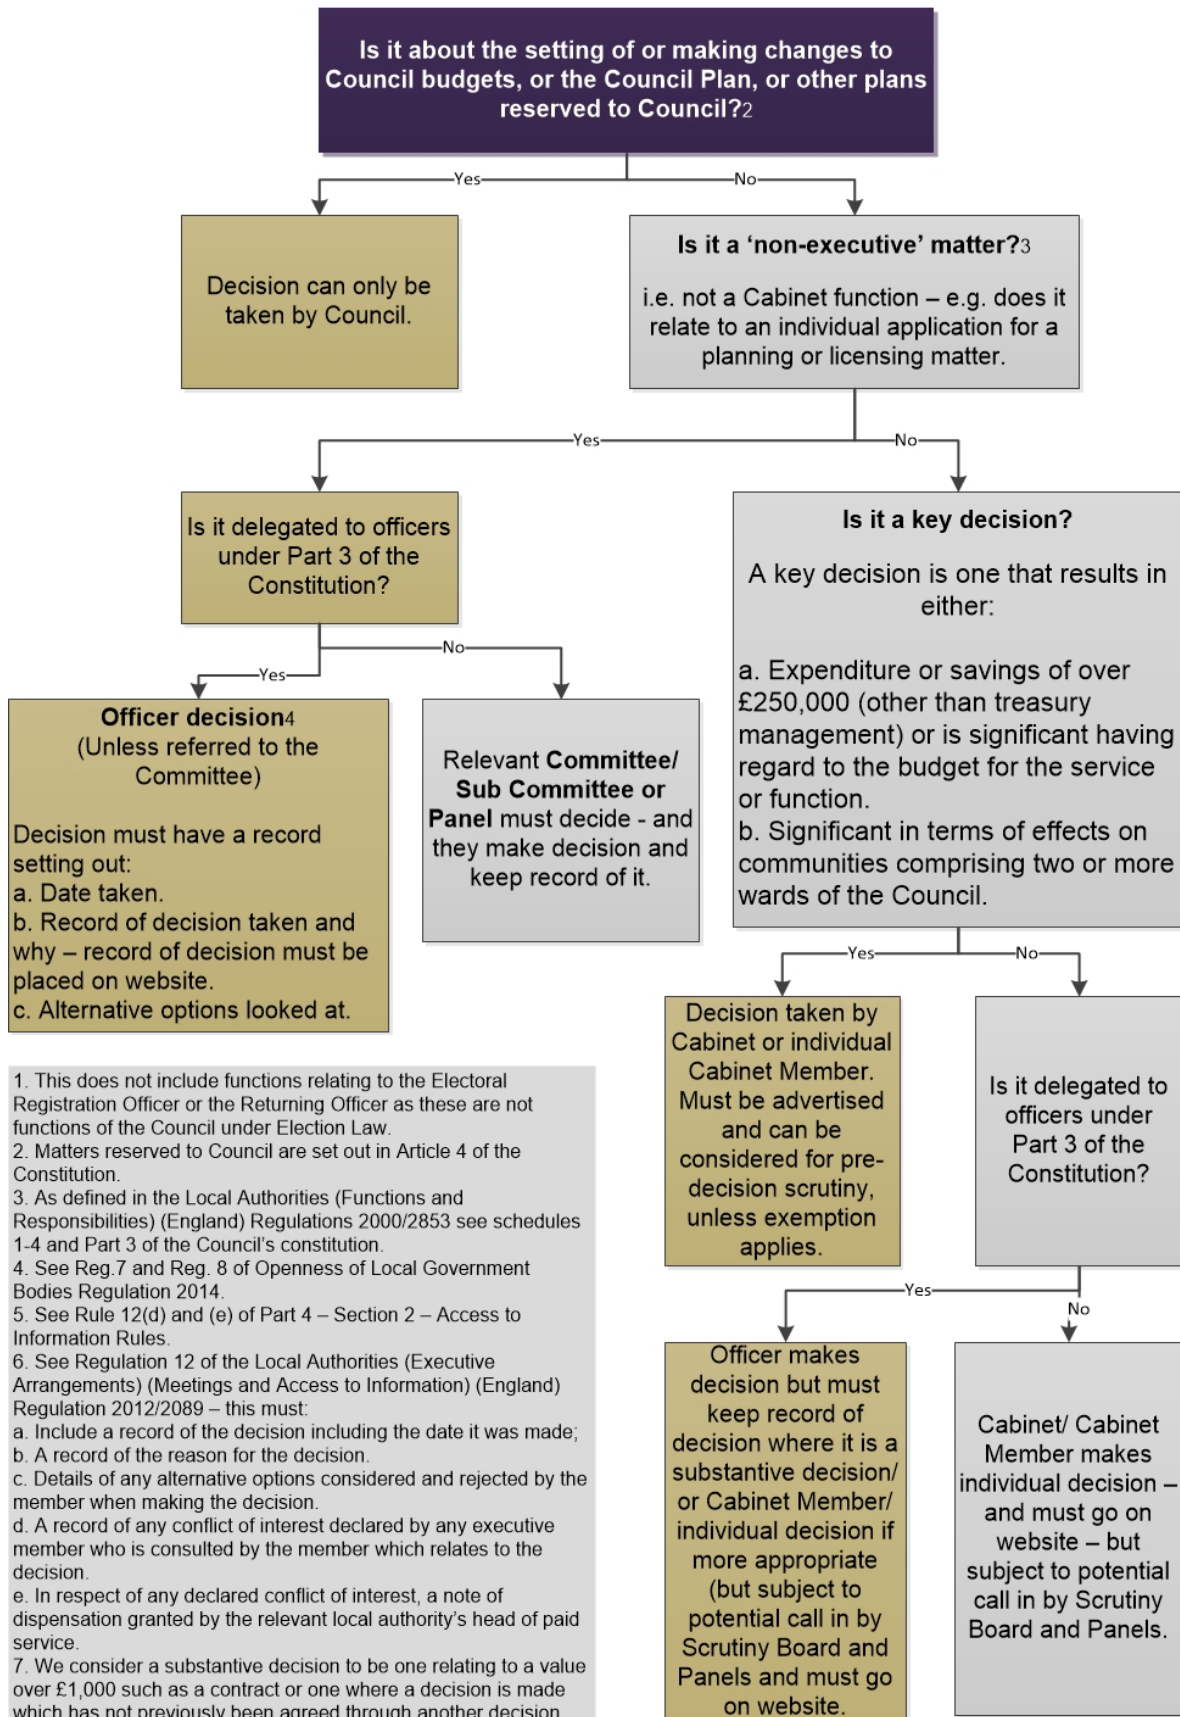 Is it about the setting of or making changes to
Council budgets, or the Council Plan, or other plans
reserved to Council?2
Yes
No
Decision can only be
taken by Council.
Is it a ‘non-executive’ matter?3
i.e. not a Cabinet function – e.g. does it
relate to an individual application for a
planning or licensing matter.
Yes
No
Is it delegated to officers
under Part 3 of the
Constitution?
Is it a key decision?
A key decision is one that results in
either:
a. Expenditure or savings of over
£250,000 (other than treasury
management) or is significant having
regard to the budget for the service
or function.
b. Significant in terms of effects on
communities comprising two or more
wards of the Council.
Yes
No
Officer decision4
(Unless referred to the
Committee)
Decision must have a record
setting out:
a. Date taken.
b. Record of decision taken and
why – record of decision must be
placed on website.
c. Alternative options looked at.
Relevant Committee/
Sub Committee or
Panel must decide - and
they make decision and
keep record of it.
Yes
No
Decision taken by
Cabinet or individual
Cabinet Member.
Must be advertised
and can be
considered for pre-
decision scrutiny,
unless exemption
applies.
Is it delegated to
officers under
Part 3 of the
Constitution?
Yes
No
Officer makes
decision but must
keep record of
decision where it is a
substantive decision/
or Cabinet Member/
individual decision if
more appropriate
(but subject to
potential call in by
Scrutiny Board and
Panels and must go
on website.
Cabinet/ Cabinet
Member makes
individual decision –
and must go on
website – but
subject to potential
call in by Scrutiny
Board and Panels.
1. This does not include functions relating to the Electoral
Registration Officer or the Returning Officer as these are not
functions of the Council under Election Law.
2. Matters reserved to Council are set out in Article 4 of the
Constitution.
3. As defined in the Local Authorities (Functions and
Responsibilities) (England) Regulations 2000/2853 see schedules
1-4 and Part 3 of the Council’s constitution.
4. See Reg.7 and Reg. 8 of Openness of Local Government
Bodies Regulation 2014.
5. See Rule 12(d) and (e) of Part 4 – Section 2 – Access to
Information Rules.
6. See Regulation 12 of the Local Authorities (Executive
Arrangements) (Meetings and Access to Information) (England)
Regulation 2012/2089 – this must:
a. Include a record of the decision including the date it was made;
b. A record of the reason for the decision.
c. Details of any alternative options considered and rejected by the
member when making the decision.
d. A record of any conflict of interest declared by any executive
member who is consulted by the member which relates to the
decision.
e. In respect of any declared conflict of interest, a note of
dispensation granted by the relevant local authority’s head of paid
service.
7. We consider a substantive decision to be one relating to a value
over £1,000 such as a contract or one where a decision is made
which has not previously been agreed through another decision